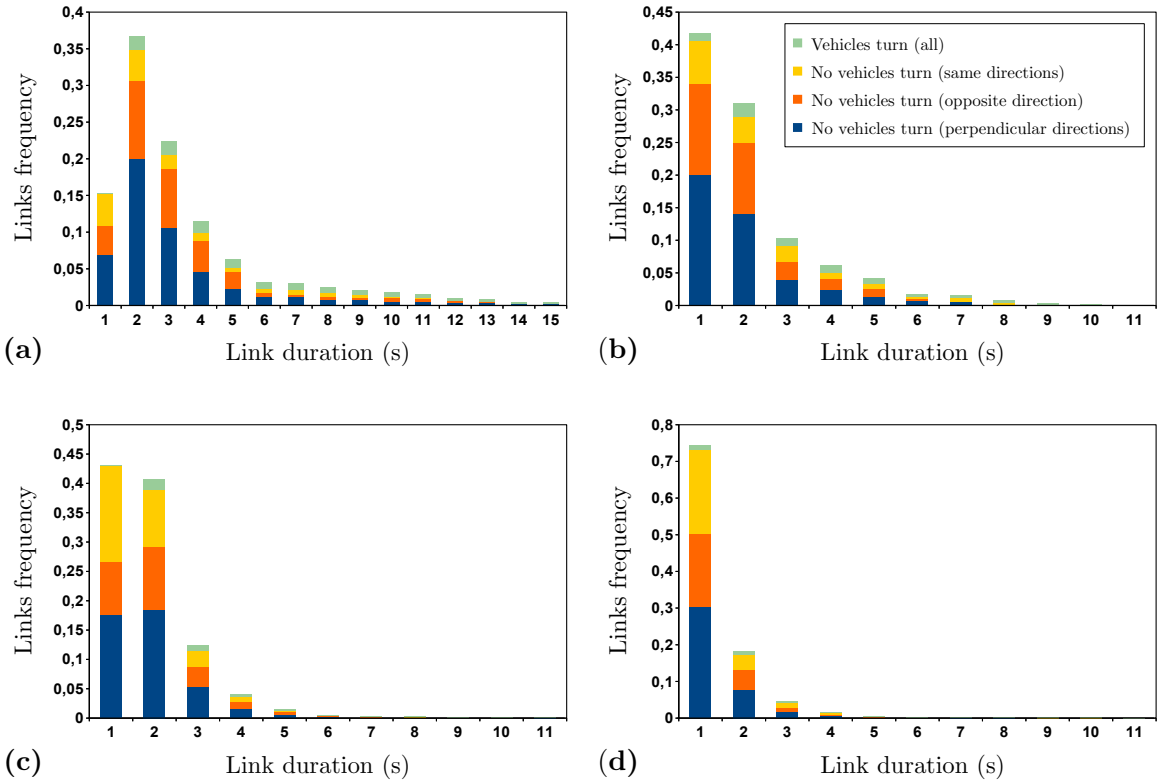 0,4
0,35
0,3
0,25
0,2
0,15
0,1
0,05
0
Links frequency
1 2 3 4 5 6 7 8 9 10 11 12 13 14 15
(a) Link duration (s)
0,45
0,4
0,35
0,3
0,25
0,2
0,15
0,1
0,05
0
Links frequency
Vehicles turn (all)
No vehicles turn (same directions)
No vehicles turn (opposite direction)
No vehicles turn (perpendicular directions)
1 2 3 4 5 6 7 8 9 10 11
(b) Link duration (s)
0,5
0,45
0,4
0,35
0,3
0,25
0,2
0,15
0,1
0,05
0
Links frequency
1 2 3 4 5 6 7 8 9 10 11
(c) Link duration (s)
0,8
0,7
0,6
0,5
0,4
0,3
0,2
0,1
0
Links frequency
1 2 3 4 5 6 7 8 9 10 11
(d) Link duration (s)